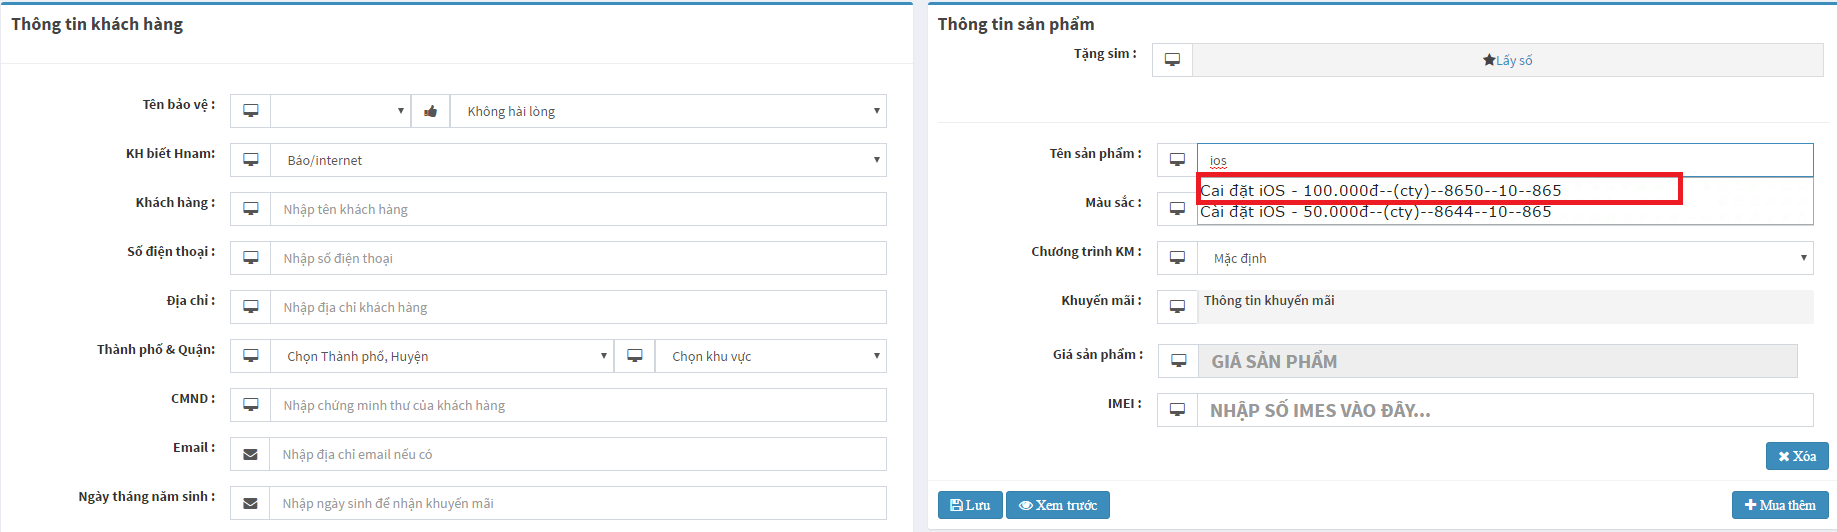 Thông tin khách hàng
Tên bảo vệ :
Không hài lòng
KH biết Hnam:
Báo/internet
Khách hàng :
Nhập tên khách hàng
Số điện thoại :
Nhập số điện thoại
Địa chỉ :
Nhập địa chỉ khách hàng
Thành phố & Quận:
Chọn Thành phố, Huyện
Chọn khu vực
CMND :
Nhập chứng minh thư của khách hàng
Email :
Nhập địa chỉ email nếu có
Ngày tháng năm sinh :
Nhập ngày sinh để nhận khuyến mãi
Thông tin sản phẩm
Tặng sim :
Lấy số
Tên sản phẩm :
ios
Cai đặt iOS - 100.000đ--(cty)--8650--10--865
Cài đặt iOS - 50.000đ--(cty)--8644--10--865
Màu sắc :
Chương trình KM :
Mặc định
Khuyến mãi :
Thông tin khuyến mãi
Giá sản phẩm :
GIÁ SẢN PHẨM
IMEI :
NHẬP SỐ IMES VÀO ĐÂY...
Xóa
Lưu
Xem trước
Mua thêm